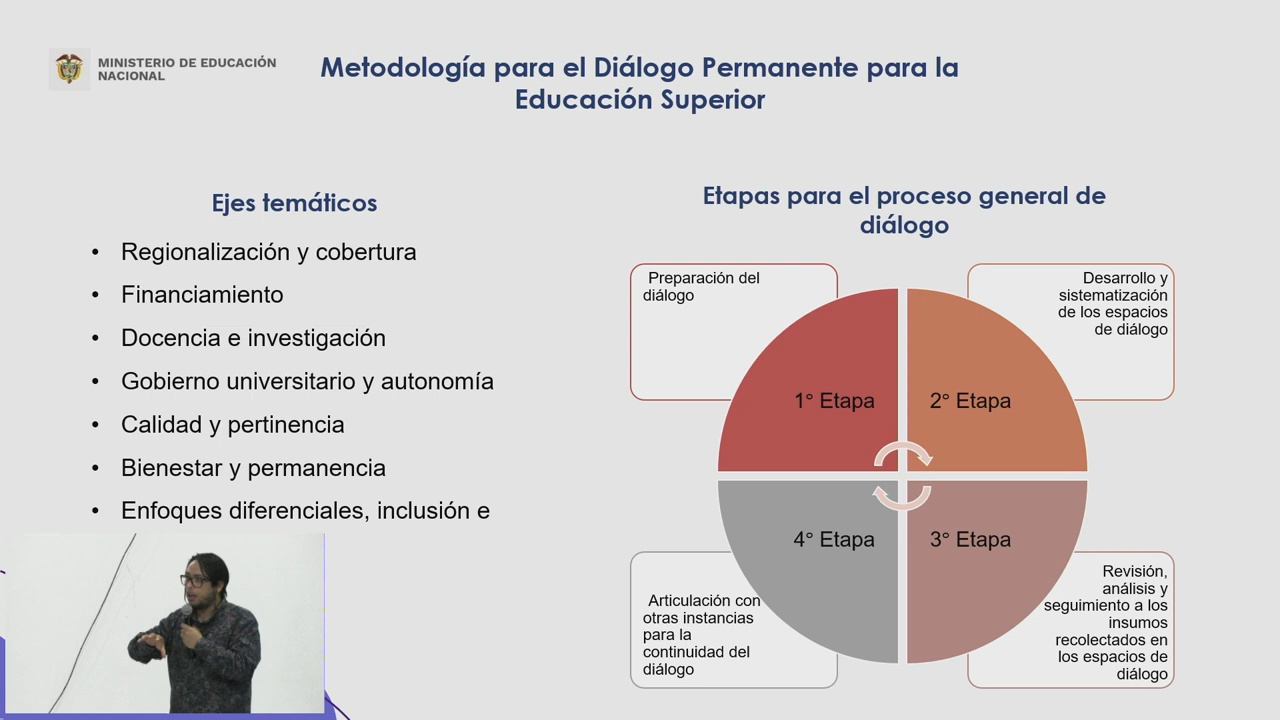 MINISTERIO DE EDUCACIÓN
NACIONAL
Metodología para el Diálogo Permanente para la
Educación Superior
Ejes temáticos
• Regionalización y cobertura
• Financiamiento
• Docencia e investigación
• Gobierno universitario y autonomía
• Calidad y pertinencia
• Bienestar y permanencia
• Enfoques diferenciales, inclusión e
Etapas para el proceso general de
diálogo
Preparación del
diálogo
Desarrollo y
sistematización
de los espacios
de diálogo
1° Etapa
2° Etapa
4° Etapa
3° Etapa
Articulación con
otras instancias
para la
continuidad del
diálogo
Revisión,
análisis y
seguimiento a los
insumos
recolectados en
los espacios de
diálogo